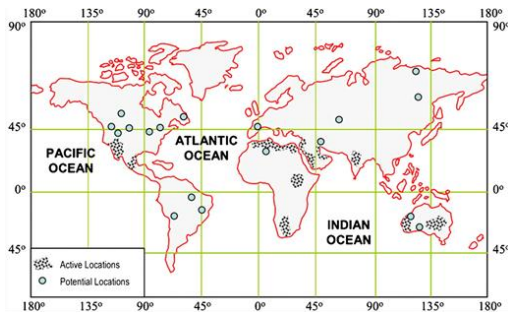 180° 135° 90° 45° 0° 45° 90° 135° 180°
90° 90°
45° 45°
PACIFIC
OCEAN
ATLANTIC
OCEAN
0° 0°
INDIAN
OCEAN
45° 45°
Active Locations
Potential Locations
180° 135° 90° 45° 0° 45° 90° 135° 180°